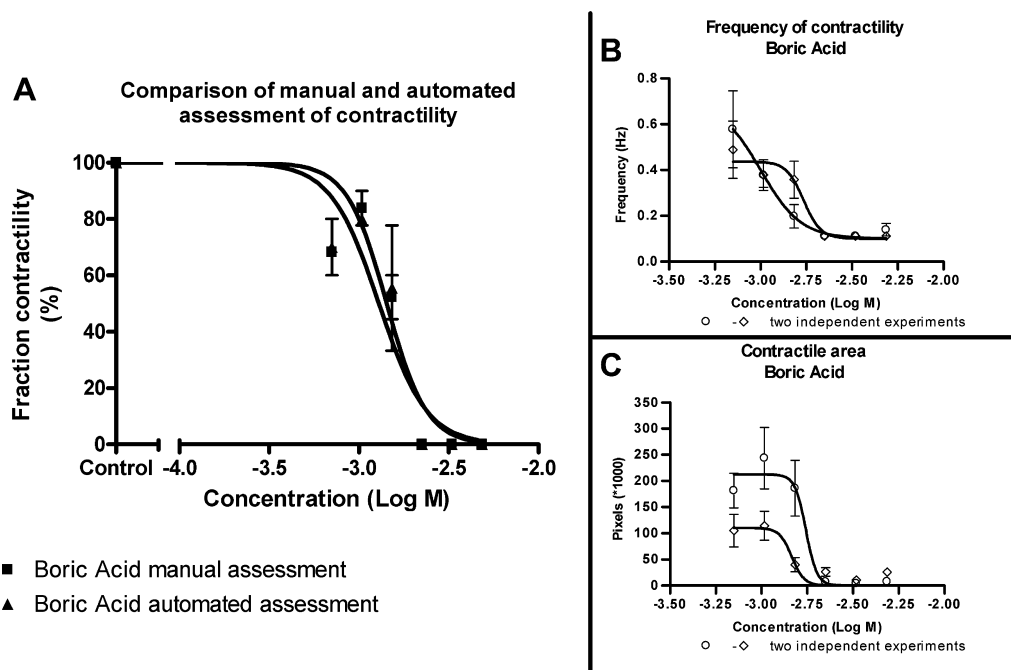 A
Comparison of manual and automated
assessment of contractility
Fraction contractility
(%)
100
80
60
40
20
0
Control
-4.0
-3.5
-3.0
-2.5
-2.0
Concentration (Log M)
Boric Acid manual assessment
Boric Acid automated assessment
B
Frequency of contractility
Boric Acid
Frequency (Hz)
0.8
0.6
0.4
0.2
0.0
-3.50
-3.25
-3.00
-2.75
-2.50
-2.25
-2.00
Concentration (Log M)
two independent experiments
C
Contractile area
Boric Acid
Pixels (*1000)
350
300
250
200
150
100
50
0
-3.50
-3.25
-3.00
-2.75
-2.50
-2.25
-2.00
Concentration (Log M)
two independent experiments